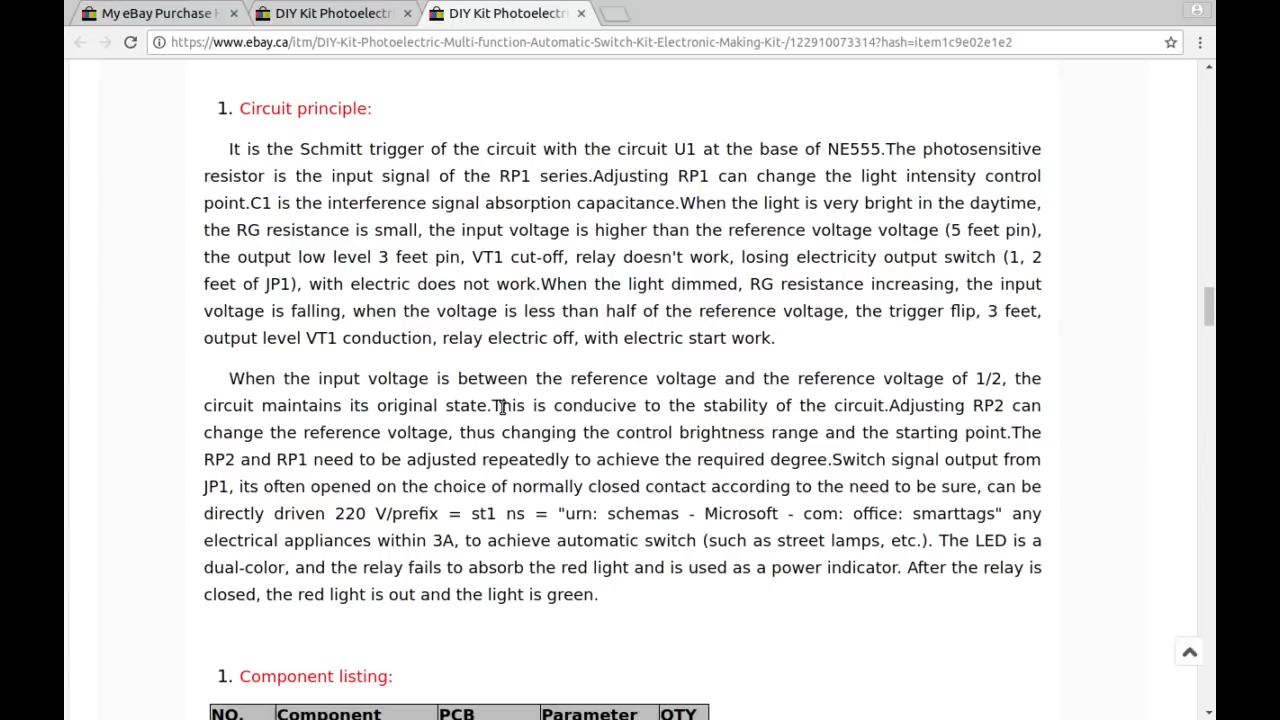 My eBay Purchase H
DIY Kit Photoelectri
DIY Kit Photoelectri
https://www.ebay.ca/itm/DIY-Kit-Photoelectric-Multi-function-Automatic-Switch-Kit-Electronic-Making-Kit-/122910073314?hash=item1c9e02e1e2
1. Circuit principle:
It is the Schmitt trigger of the circuit with the circuit U1 at the base of NE555.The photosensitive
resistor is the input signal of the RP1 series.Adjusting RP1 can change the light intensity control
point.C1 is the interference signal absorption capacitance.When the light is very bright in the daytime,
the RG resistance is small, the input voltage is higher than the reference voltage voltage (5 feet pin),
the output low level 3 feet pin, VT1 cut-off, relay doesn't work, losing electricity output switch (1, 2
feet of JP1), with electric does not work.When the light dimmed, RG resistance increasing, the input
voltage is falling, when the voltage is less than half of the reference voltage, the trigger flip, 3 feet,
output level VT1 conduction, relay electric off, with electric start work.
When the input voltage is between the reference voltage and the reference voltage of 1/2, the
circuit maintains its original state.This is conducive to the stability of the circuit.Adjusting RP2 can
change the reference voltage, thus changing the control brightness range and the starting point.The
RP2 and RP1 need to be adjusted repeatedly to achieve the required degree.Switch signal output from
JP1, its often opened on the choice of normally closed contact according to the need to be sure, can be
directly driven 220 V/prefix = st1 ns = "urn: schemas - Microsoft - com: office: smarttags" any
electrical appliances within 3A, to achieve automatic switch (such as street lamps, etc.). The LED is a
dual-color, and the relay fails to absorb the red light and is used as a power indicator. After the relay is
closed, the red light is out and the light is green.
1. Component listing:
NO. Component PCB Parameter QTY